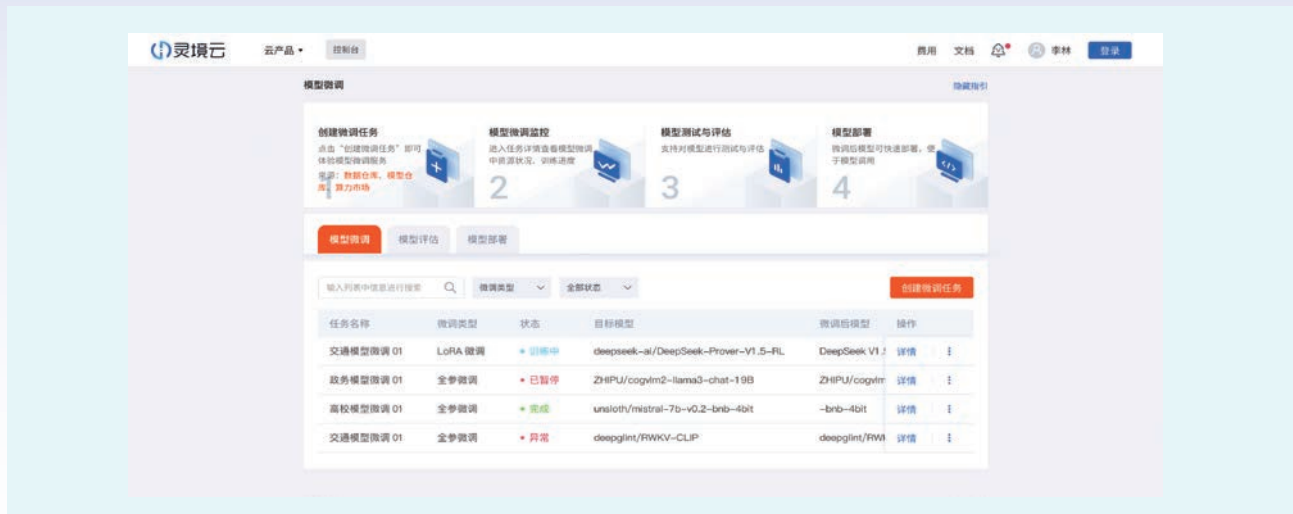 灵境云
云产品
控制台
费用 文档 李林 登录
模型微调
隐藏指引
创建微调任务
点击“创建微调任务”即可
体验模型微调服务
来源:数据仓库、模型仓
库、算力市场
1
模型微调监控
进入任务详情查看模型微调
中资源状况、训练进度
2
模型测试与评估
支持对模型进行测试与评估
3
模型部署
微调后模型可快速部署,便
于模型调用
4
模型微调 模型评估 模型部署
输入列表中信息进行搜索 微调类型 全部状态 创建微调任务
任务名称 微调类型 状态 目标模型 微调后模型 操作
交通模型微调 01 LoRA 微调 训练中 deepseek-ai/DeepSeek-Prover-V1.5-RL DeepSeek V1. 详情
政务模型微调 01 全参微调 已暂停 ZHIPU/cogvlm2-llama3-chat-19B ZHIPU/cogvlm 详情
高校模型微调 01 全参微调 完成 unsloth/mistral-7b-v0.2-bnb-4bit -bnb-4bit 详情
交通模型微调 01 全参微调 异常 deepglint/RWKV-CLIP deepglint/RW 详情